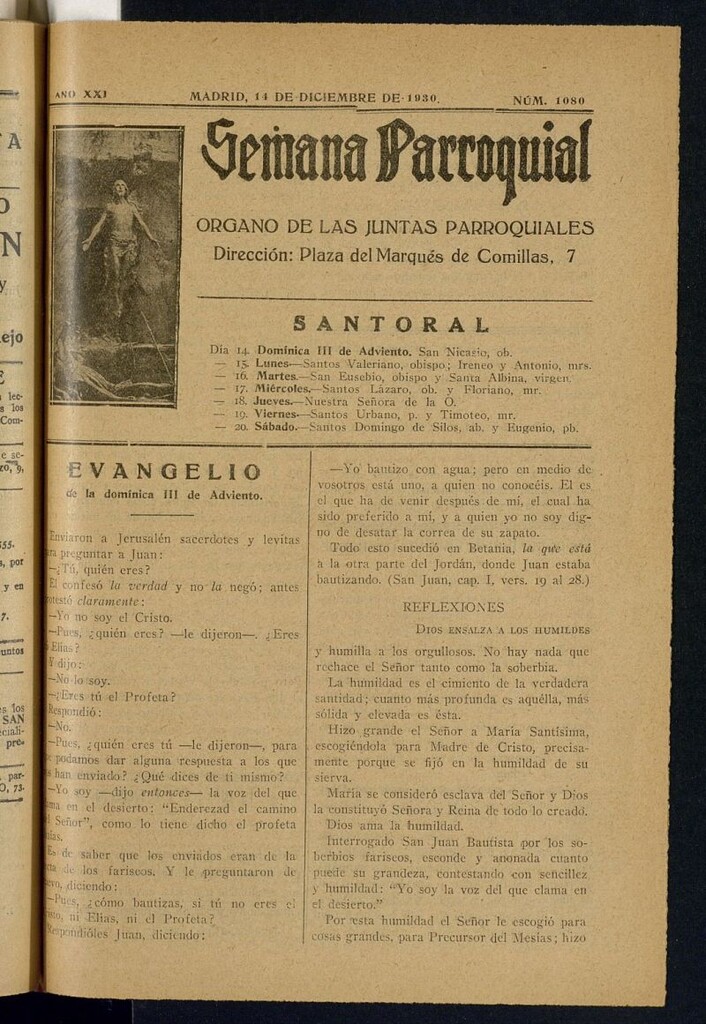 AÑO XXI MADRID, 14 DE DICIEMBRE DE 1930. NÚM. 1080
Semana Parroquial
ORGANO DE LAS JUNTAS PARROQUIALES
Dirección: Plaza del Marqués de Comillas, 7
SANTORAL
Día 14. Domínica III de Adviento. San Nicasio, ob.
— 15. Lunes.—Santos Valeriano, obispo; Ireneo y Antonio, mrs.
— 16. Martes.—San Eusebio, obispo y Santa Albina, virgen.
— 17. Miércoles.—Santos Lázaro, ob. y Floriano, mr.
— 18. Jueves.—Nuestra Señora de la O.
— 19. Viernes.—Santos Urbano, p. y Timoteo, mr.
— 20. Sábado.—Santos Domingo de Silos, ab. y Eugenio, pb.
EVANGELIO
de la domínica III de Adviento.
Enviaron a Jerusalén sacerdotes y levitas
preguntar a Juan:
—¿Tú, quién eres?
El confesó la verdad y no la negó; antes
claramente:
—Yo no soy el Cristo.
—Pues, ¿quién eres? —le dijeron—. ¿Eres
Elías?
Y dijo:
—No lo soy.
—¿Eres tú el Profeta?
Respondió:
—No.
—Pues, ¿quién eres tú —le dijeron—, para
podamos dar alguna respuesta a los que
han enviado? ¿Qué dices de ti mismo?
—Yo soy —dijo entonces— la voz del que
en el desierto: "Enderezad el camino
Señor", como lo tiene dicho el profeta
Es de saber que los enviados eran de la
de los fariseos. Y le preguntaron de
diciendo:
—Pues, ¿cómo bautizas, si tú no eres el
ni Elías, ni el Profeta?
Respondióles Juan, diciendo:
—Yo bautizo con agua; pero en medio de
vosotros está uno, a quien no conocéis. El es
el que ha de venir después de mí, el cual ha
sido preferido a mí, y a quien yo no soy dig-
no de desatar la correa de su zapato.
Todo esto sucedió en Betania, la que está
a la otra parte del Jordán, donde Juan estaba
bautizando. (San Juan, cap. I, vers. 19 al 28.)
REFLEXIONES
DIOS ENSALZA A LOS HUMILDES
y humilla a los orgullosos. No hay nada que
rechace el Señor tanto como la soberbia.
La humildad es el cimiento de la verdadera
santidad; cuanto más profunda es aquélla, más
sólida y elevada es ésta.
Hizo grande el Señor a María Santísima,
escogiéndola para Madre de Cristo, precisa-
mente porque se fijó en la humildad de su
sierva.
María se consideró esclava del Señor y Dios
la constituyó Señora y Reina de todo lo creado.
Dios ama la humildad.
Interrogado San Juan Bautista por los so-
berbios fariseos, esconde y anonada cuanto
puede su grandeza, contestando con sencillez
y humildad: "Yo soy la voz del que clama en
el desierto."
Por esta humildad el Señor le escogió para
cosas grandes, para Precursor del Mesías; hizo